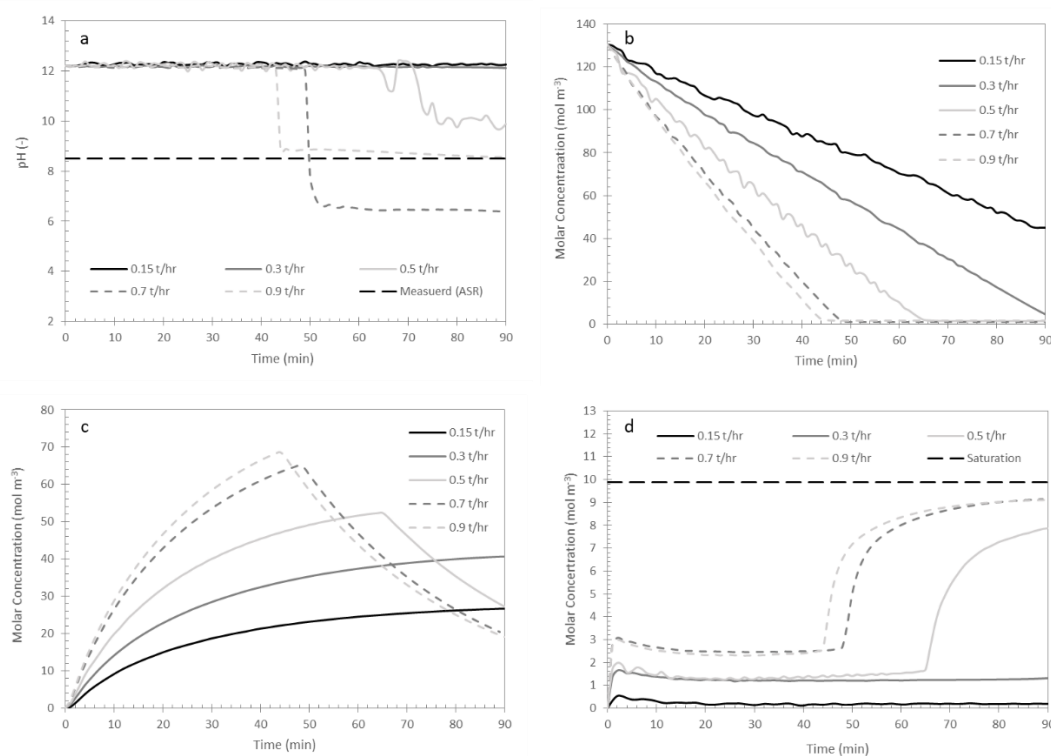 a
pH (-)
14
12
10
8
6
4
2
0.15 t/hr 0.3 t/hr 0.5 t/hr
0.7 t/hr 0.9 t/hr Measuerd (ASR)
0 10 20 30 40 50 60 70 80 90
Time (min)
b
Molar Concentraation (mol m⁻³)
140
120
100
80
60
40
20
0
0.15 t/hr
0.3 t/hr
0.5 t/hr
0.7 t/hr
0.9 t/hr
0 10 20 30 40 50 60 70 80 90
Time (min)
c
Molar Concentration (mol m⁻³)
80
70
60
50
40
30
20
10
0
0.15 t/hr
0.3 t/hr
0.5 t/hr
0.7 t/hr
0.9 t/hr
0 10 20 30 40 50 60 70 80 90
Time (min)
d
Molar Concertration (mol m⁻³)
13
12
11
10
9
8
7
6
5
4
3
2
1
0
0.15 t/hr 0.3 t/hr 0.5 t/hr
0.7 t/hr 0.9 t/hr Saturation
0 10 20 30 40 50 60 70 80 90
Time (min)